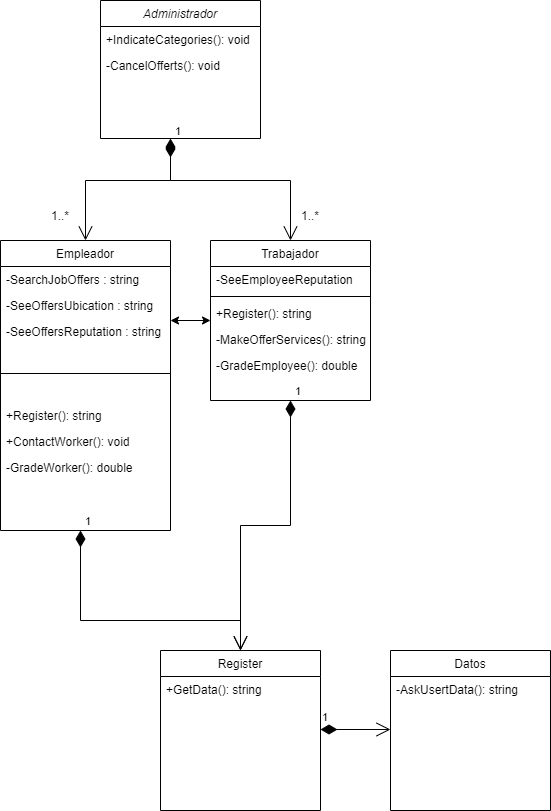 Administrador
+IndicateCategories(): void
-CancelOfferts(): void
1
1..*
1..*
Empleador
-SearchJobOffers : string
-SeeOffersUbication : string
-SeeOffersReputation : string
+Register(): string
+ContactWorker(): void
-GradeWorker(): double
1
Trabajador
-SeeEmployeeReputation
+Register(): string
-MakeOfferServices(): string
-GradeEmployee(): double
1
Register
+GetData(): string
1
Datos
-AskUsertData(): string